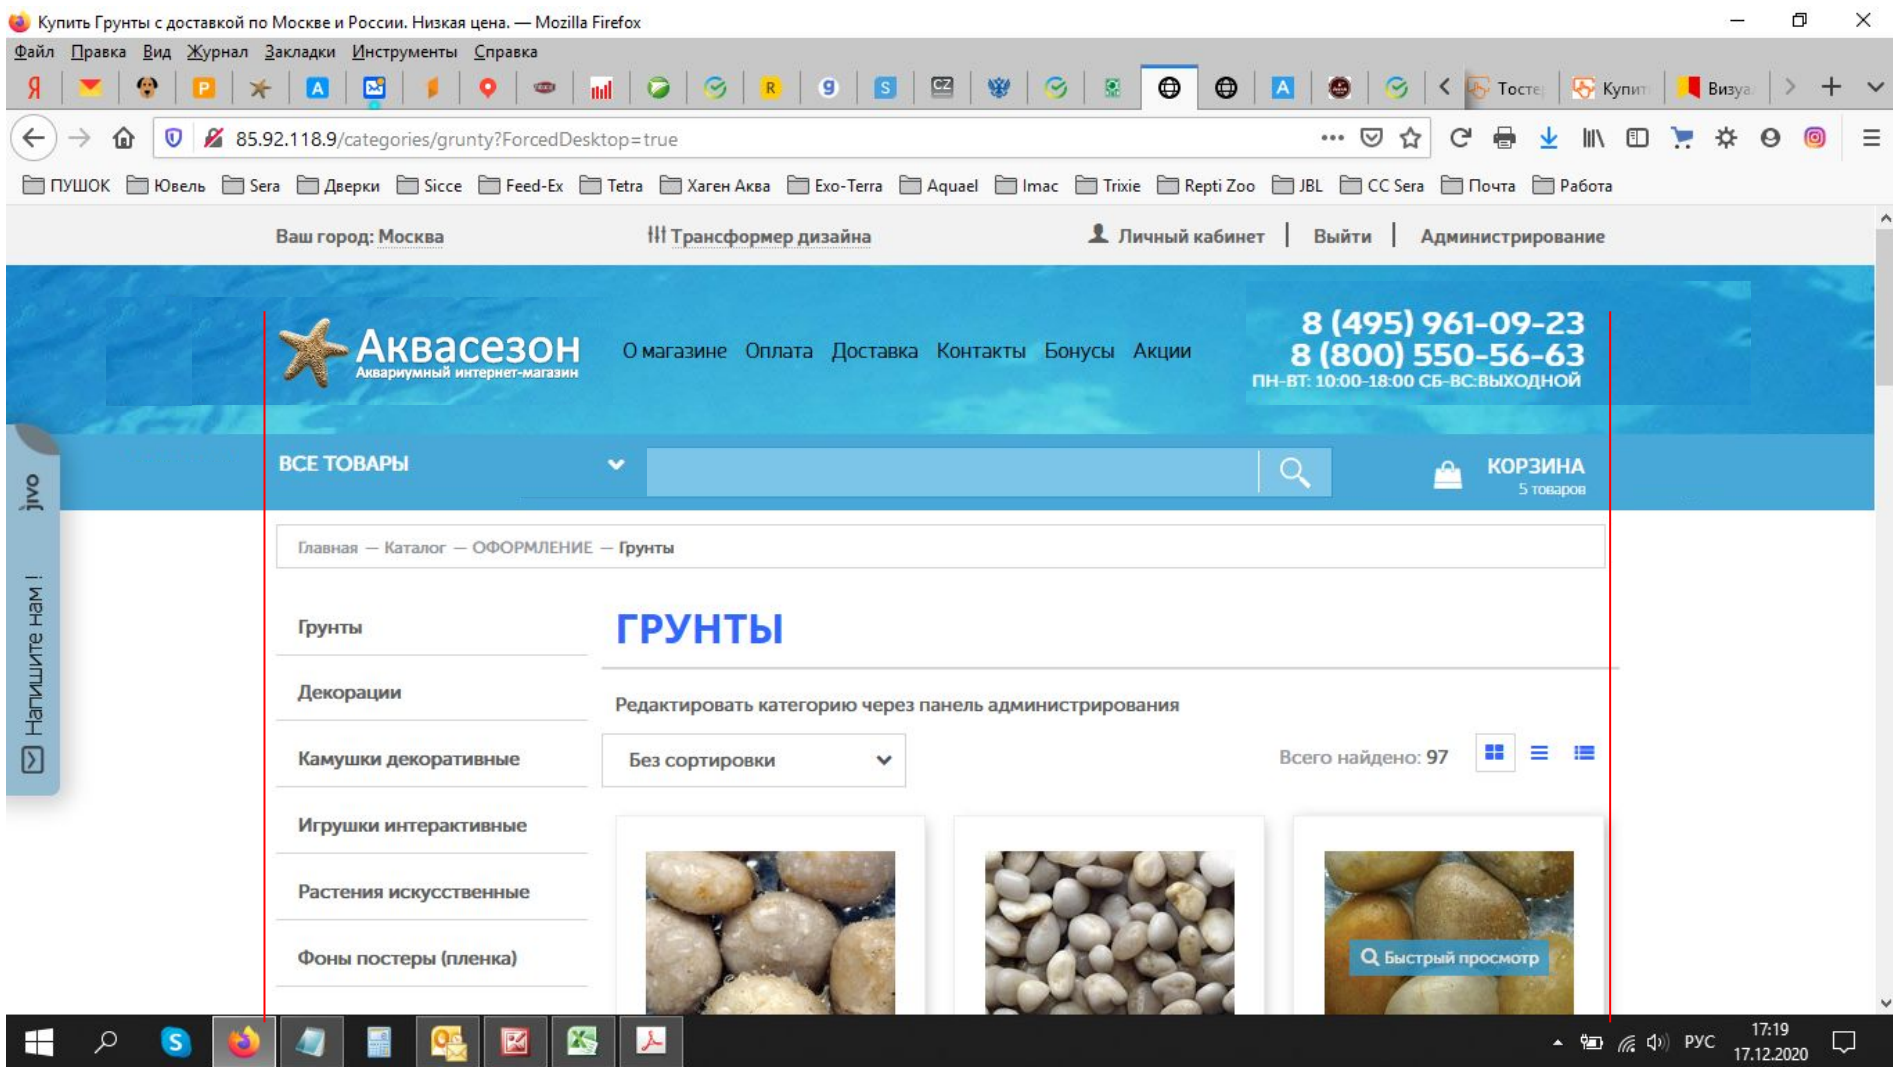 Купить Грунты с доставкой по Москве и России. Низкая цена. — Mozilla Firefox
Файл Правка Вид Журнал Закладки Инструменты Справка
Тосте Купит Визуа
85.92.118.9/categories/grunty?ForcedDesktop=true
ПУШОК Ювель Sera Дверки Sicce Feed-Ex Tetra Хаген Аква Exo-Terra Aquael Imac Trixie Repti Zoo JBL CC Sera Почта Работа
Ваш город: Москва Трансформер дизайна Личный кабинет Выйти Администрирование
Аквасезон
Аквариумный интернет-магазин
О магазине Оплата Доставка Контакты Бонусы Акции
8 (495) 961-09-23
8 (800) 550-56-63
ПН-ВТ: 10:00-18:00 СБ-ВС:ВЫХОДНОЙ
ВСЕ ТОВАРЫ
КОРЗИНА
5 товаров
jivo
Напишите нам !
Главная — Каталог — ОФОРМЛЕНИЕ — Грунты
Грунты
Декорации
Камушки декоративные
Игрушки интерактивные
Растения искусственные
Фоны постеры (пленка)
ГРУНТЫ
Редактировать категорию через панель администрирования
Без сортировки
Всего найдено: 97
Быстрый просмотр
РУС
17:19
17.12.2020